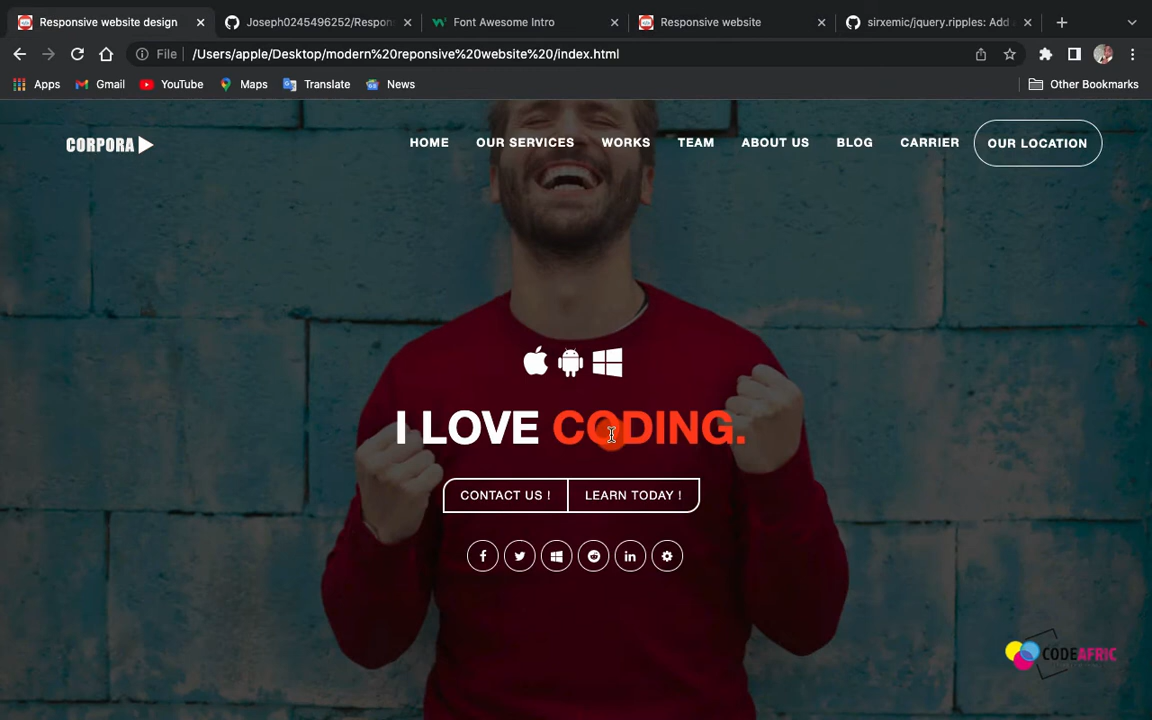 Responsive website design
Joseph0245496252/Respon
Font Awesome Intro
Responsive website
sirxemic/jquery.ripples: Add
File
/Users/apple/Desktop/modern%20reponsive%20website%20/index.html
Apps
Gmail
YouTube
Maps
Translate
News
Other Bookmarks
CORPORA
HOME
OUR SERVICES
WORKS
TEAM
ABOUT US
BLOG
CARRIER
OUR LOCATION
I LOVE CODING.
CONTACT US !
LEARN TODAY !
CODEAFRIC